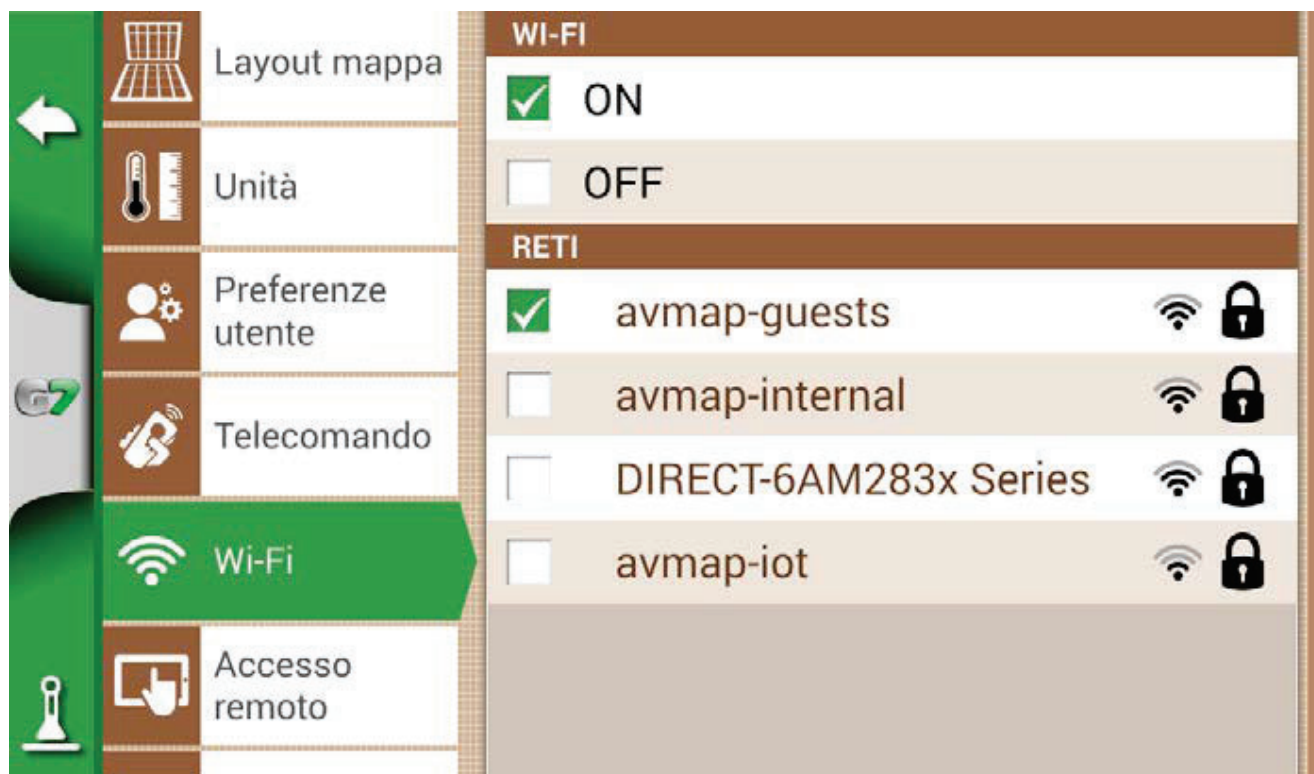 Layout mappa
Unità
Preferenze
utente
G7
Telecomando
Wi-Fi
Accesso
remoto
WI-FI
ON
OFF
RETI
avmap-guests
avmap-internal
DIRECT-6AM283x Series
avmap-iot